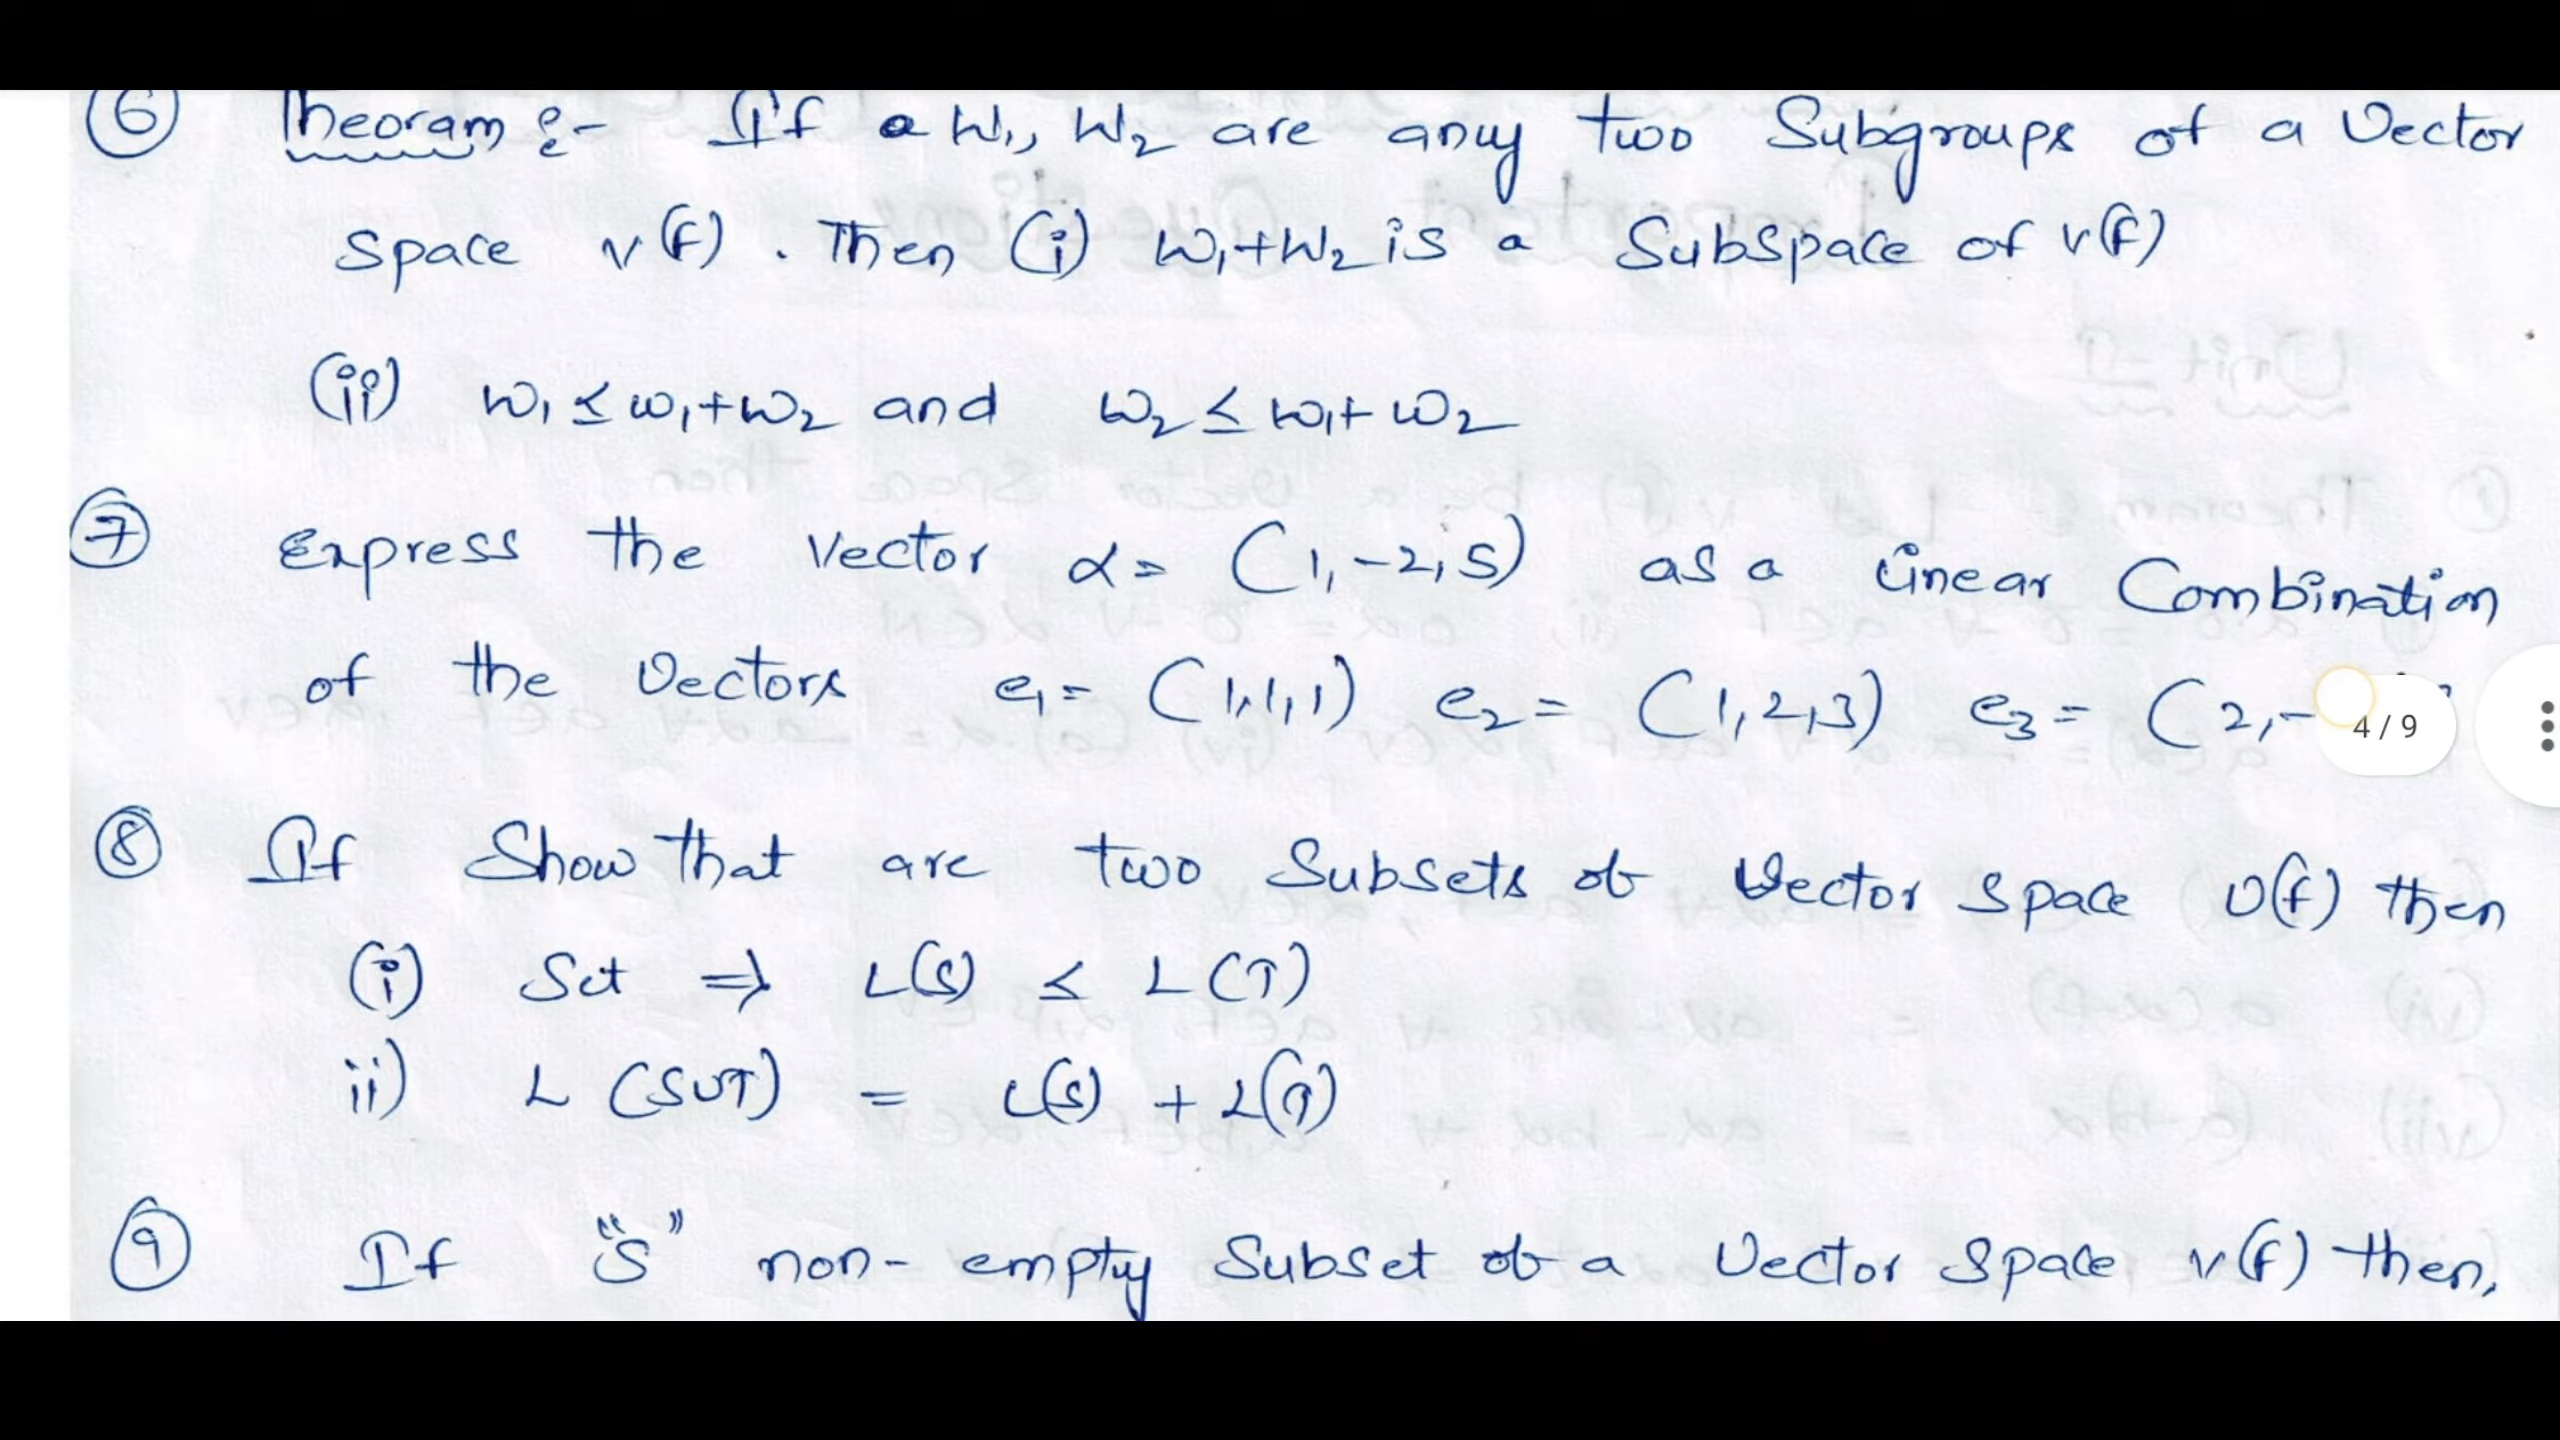 6 Theoram :- If W1, W2 are any two Subgroups of a Vector
Space V(F). Then (i) W1+W2 is a Subspace of V(F)
(ii) W1 ≤ W1+W2 and W2 ≤ W1+W2
7 Express the Vector α = (1,-2,5) as a linear Combination
of the Vectors e1 = (1,1,1) e2 = (1,2,3) e3 = (2,-
4 / 9
8 If Show that are two Subsets of Vector Space V(F) then
(i) Set ⇒ L(S) ≤ L(T)
ii) L (SUT) = L(S) + L(T)
9 If "S" non-empty Subset of a Vector Space V(F) then,